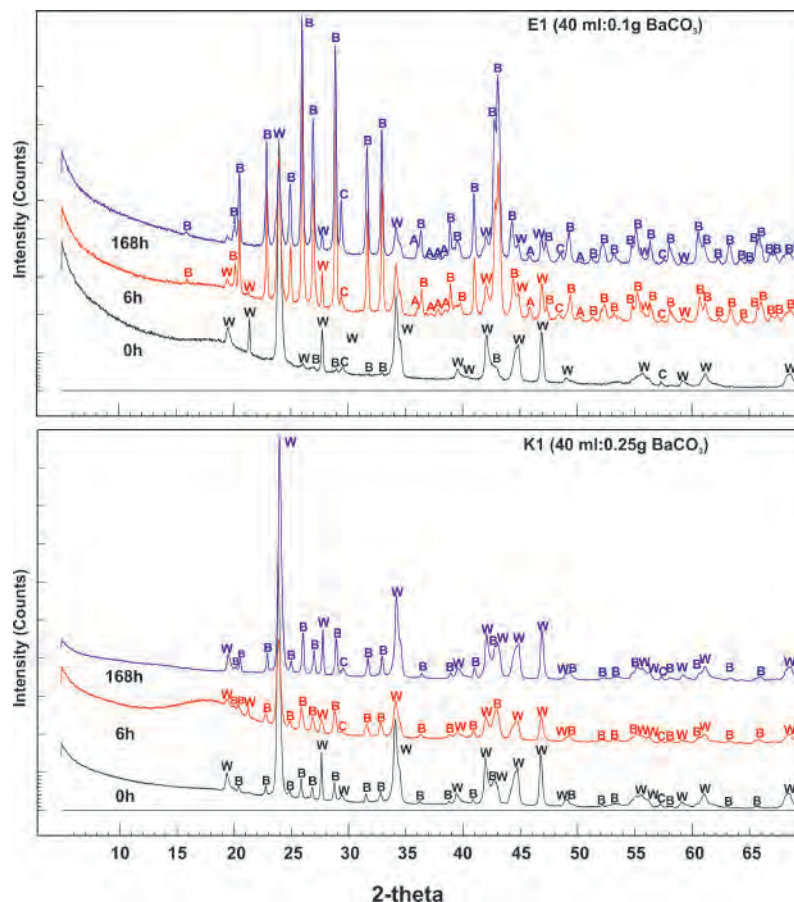 E1 (40 ml:0.1g BaCO₃)
Intensity (Counts)
B B B B B W B B C B B W W A B A A A B B W B B B W W B B A B B B B W B C B W B B B B B B B B B B
168h
B W B W W C A B A A A B B W B W A W B C B A B B B B B W B C B W B B B B B B B B B
6h
W W W B W B C W B B W W W W B W W W W C W W W
0h
K1 (40 ml:0.25g BaCO₃)
Intensity (Counts)
W
W B B B B B B W B C B B W B B W B W B W W W B B B B W W C B W B W B B W
168h
W B B W B B B B W B C B B W B B W B W B W W W B B B B W W C B W B W B B W
6h
W B B B B B W B W B B W B B W B W B W W W W B B B B W W C B W W B B W
0h
10 15 20 25 30 35 40 45 50 55 60 65
2-theta